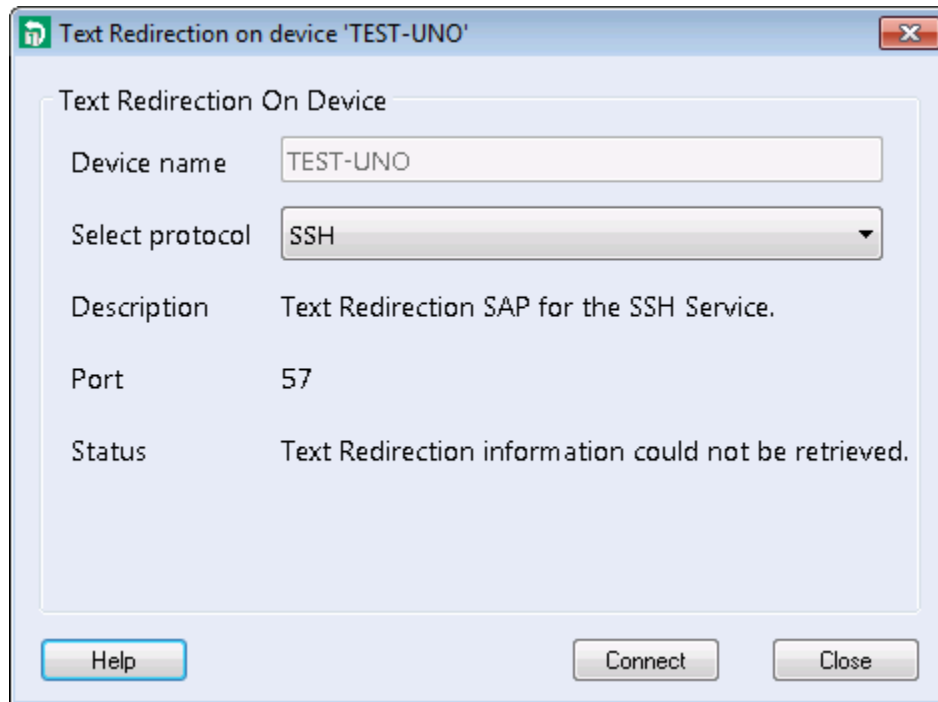 Text Redirection on device 'TEST-UNO'
Text Redirection On Device
Device name TEST-UNO
Select protocol SSH
Description Text Redirection SAP for the SSH Service.
Port 57
Status Text Redirection information could not be retrieved.
Help Connect Close